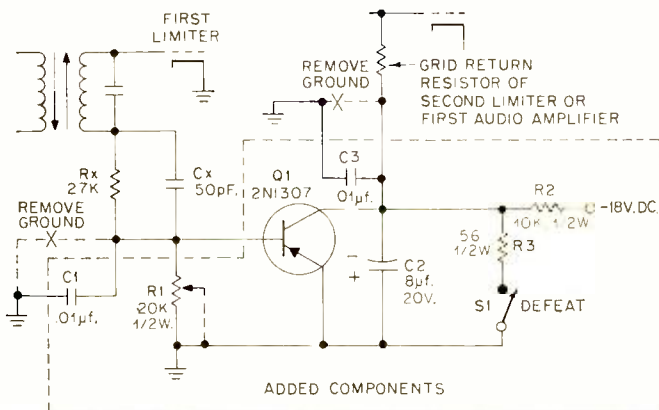 FIRST
LIMITER
REMOVE
GROUND
GRID RETURN
RESISTOR OF
SECOND LIMITER OR
FIRST AUDIO AMPLIFIER
Rx
27K
Cx
50pF.
Q1
2N1307
C3
.01µf.
R2
10K 1/2W
-18V.DC.
REMOVE
GROUND
56
1/2W
R3
C1
.01µf.
R1
20K
1/2W.
-
+
C2
8µf.
20V.
S1
DEFEAT
ADDED COMPONENTS